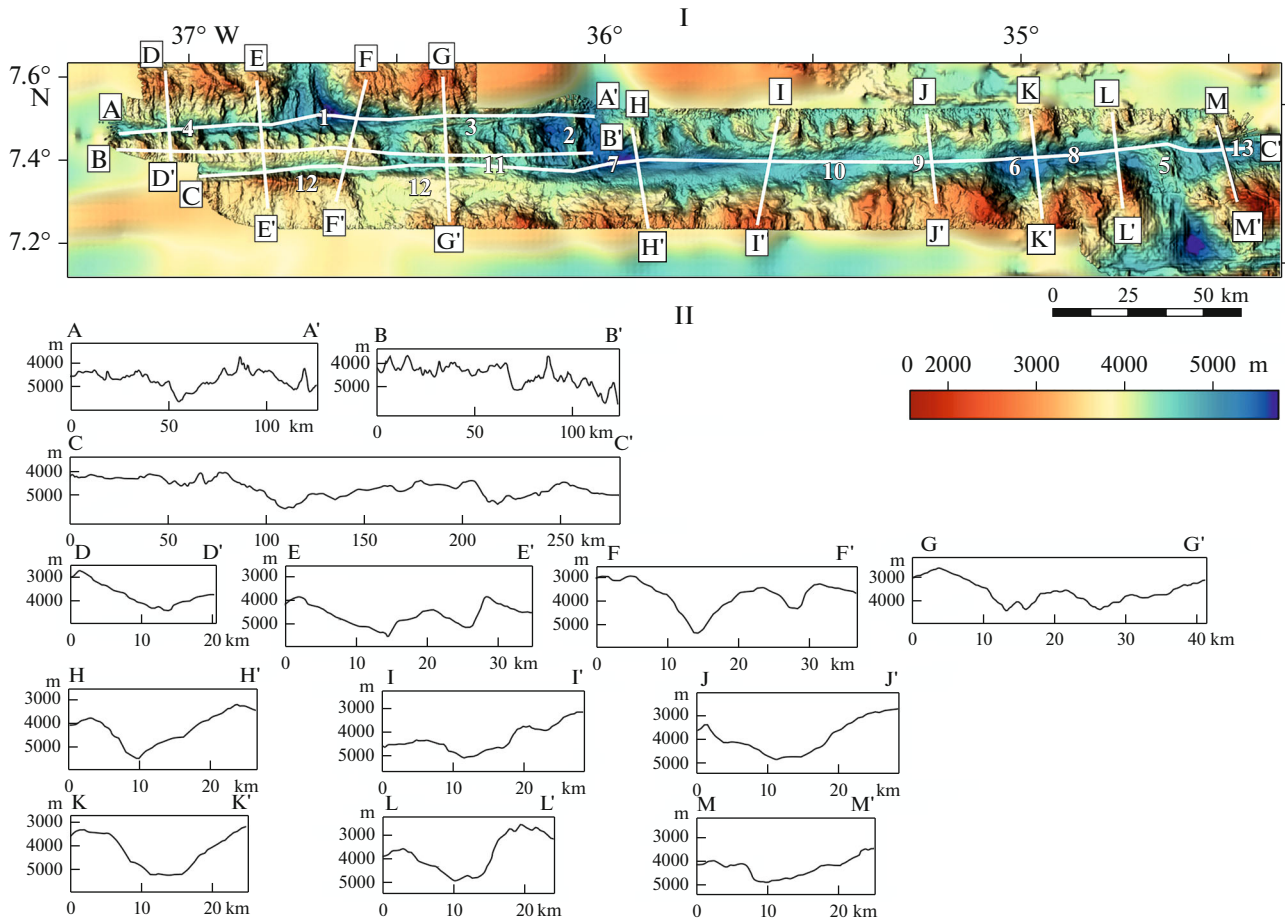 I
37° W 36° 35°
D E F G H I J K L M
7.6°
N
A A'
4 1 3 2
B B' 7 10 9 6 8 5 13 C'
7.4°
11
D' C 12 12
7.2°
E' F' G' H' I' J' K' L' M'
0 25 50 km
II
0 2000 3000 4000 5000 m
A A'
m
4000
5000
0 50 100 km
B B'
m
4000
5000
0 50 100 km
C C'
m
4000
5000
0 50 100 150 200 250 km
D D'
m
3000
4000
0 10 20 km
E E'
m
3000
4000
5000
0 10 20 30 km
F F'
m
3000
4000
5000
0 10 20 30 km
G G'
m
3000
4000
0 10 20 30 40 km
H H'
m
3000
4000
5000
0 10 20 km
I I'
m
3000
4000
5000
0 10 20 km
J J'
m
3000
4000
5000
0 10 20 km
K K'
m
3000
4000
5000
0 10 20 km
L L'
m
3000
4000
5000
0 10 20 km
M M'
m
3000
4000
5000
0 10 20 km